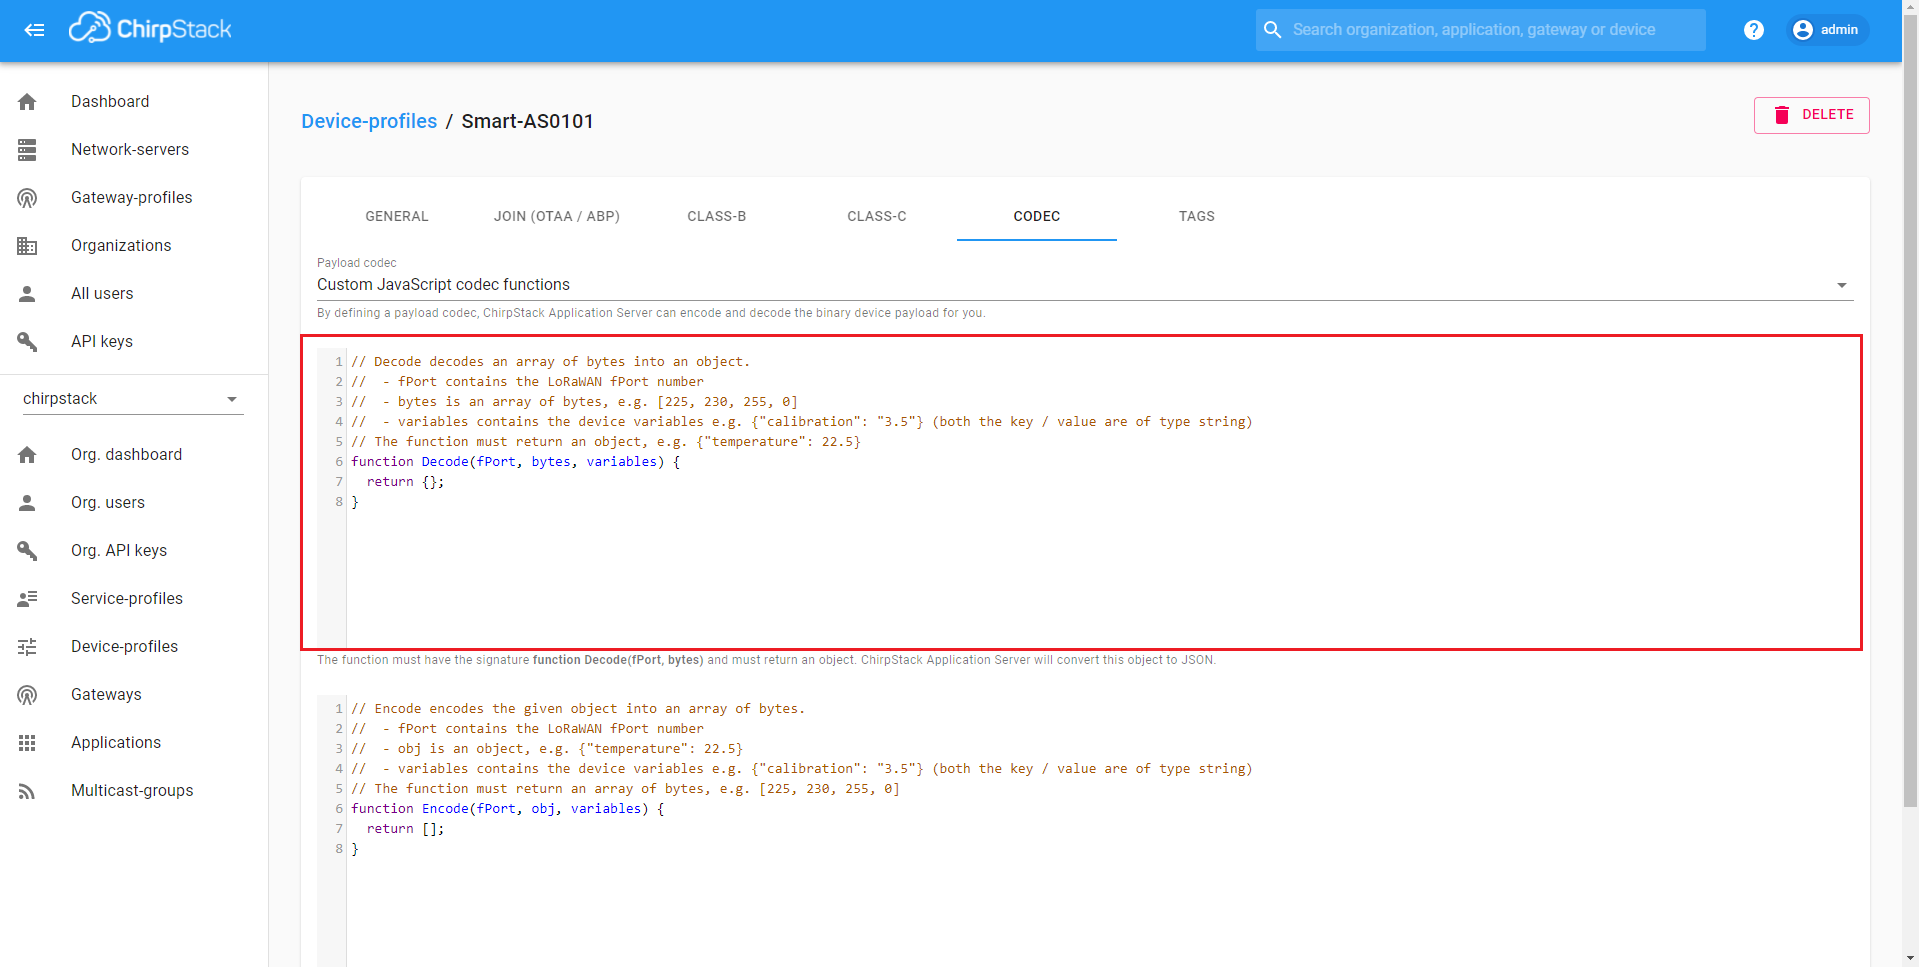 ChirpStack
Search organization, application, gateway or device
?
admin
Dashboard
Network-servers
Gateway-profiles
Organizations
All users
API keys
chirpstack
Org. dashboard
Org. users
Org. API keys
Service-profiles
Device-profiles
Gateways
Applications
Multicast-groups
Device-profiles / Smart-AS0101
DELETE
GENERAL JOIN (OTAA / ABP) CLASS-B CLASS-C CODEC TAGS
Payload codec
Custom JavaScript codec functions
By defining a payload codec, ChirpStack Application Server can encode and decode the binary device payload for you.
1 // Decode decodes an array of bytes into an object.
2 //  - fPort contains the LoRaWAN fPort number
3 //  - bytes is an array of bytes, e.g. [225, 230, 255, 0]
4 //  - variables contains the device variables e.g. {"calibration": "3.5"} (both the key / value are of type string)
5 // The function must return an object, e.g. {"temperature": 22.5}
6 function Decode(fPort, bytes, variables) {
7   return {};
8 }
The function must have the signature function Decode(fPort, bytes) and must return an object. ChirpStack Application Server will convert this object to JSON.
1 // Encode encodes the given object into an array of bytes.
2 //  - fPort contains the LoRaWAN fPort number
3 //  - obj is an object, e.g. {"temperature": 22.5}
4 //  - variables contains the device variables e.g. {"calibration": "3.5"} (both the key / value are of type string)
5 // The function must return an array of bytes, e.g. [225, 230, 255, 0]
6 function Encode(fPort, obj, variables) {
7   return [];
8 }